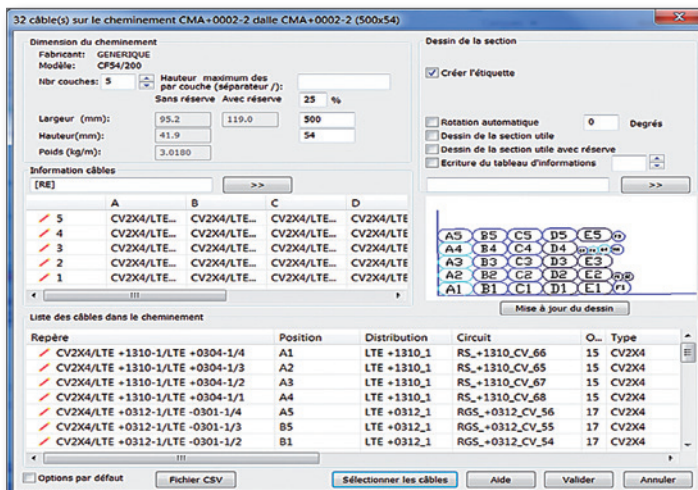 32 câble(s) sur le cheminement CMA+0002-2 dalle CMA+0002-2 (500x54)
Dimension du cheminement
Fabricant: GENERIQUE
Modèle: CF54/200
Nbr couches: 5
Hauteur maximum des
par couche (séparateur /):
Sans réserve Avec réserve 25 %
Largeur (mm): 95.2 119.0 500
Hauteur(mm): 41.9 54
Poids (kg/m): 3.0180
Dessin de la section
Créer l'étiquette
Rotation automatique 0 Degrés
Dessin de la section utile
Dessin de la section utile avec réserve
Ecriture du tableau d'informations
>>
Information câbles
[RE] >>
A B C D
5 CV2X4/LTE... CV2X4/LTE... CV2X4/LTE... CV2X4/LTE
4 CV2X4/LTE... CV2X4/LTE... CV2X4/LTE... CV2X4/LTE
3 CV2X4/LTE... CV2X4/LTE... CV2X4/LTE... CV2X4/LTE
2 CV2X4/LTE... CV2X4/LTE... CV2X4/LTE... CV2X4/LTE
1 CV2X4/LTE... CV2X4/LTE... CV2X4/LTE... CV2X4/LTE
A5 B5 C5 D5 E5
A4 B4 C4 D4
A3 B3 C3 D3 E3
A2 B2 C2 D2 E2
A1 B1 C1 D1 E1 F1
Mise à jour du dessin
Liste des câbles dans le cheminement
Repère Position Distribution Circuit O... Type
CV2X4/LTE +1310-1/LTE +0304-1/4 A1 LTE +1310_1 RS_+1310_CV_66 15 CV2X4
CV2X4/LTE +1310-1/LTE +0304-1/3 A2 LTE +1310_1 RS_+1310_CV_65 15 CV2X4
CV2X4/LTE +1310-1/LTE +0304-1/2 A3 LTE +1310_1 RS_+1310_CV_67 15 CV2X4
CV2X4/LTE +1310-1/LTE +0304-1/1 A4 LTE +1310_1 RS_+1310_CV_68 15 CV2X4
CV2X4/LTE +0312-1/LTE -0301-1/4 A5 LTE +0312_1 RGS_+0312_CV_56 17 CV2X4
CV2X4/LTE +0312-1/LTE -0301-1/3 B5 LTE +0312_1 RGS_+0312_CV_55 17 CV2X4
CV2X4/LTE +0312-1/LTE -0301-1/2 B1 LTE +0312_1 RGS_+0312_CV_54 17 CV2X4
Options par défaut Fichier CSV Sélectionner les câbles Aide Valider Annuler